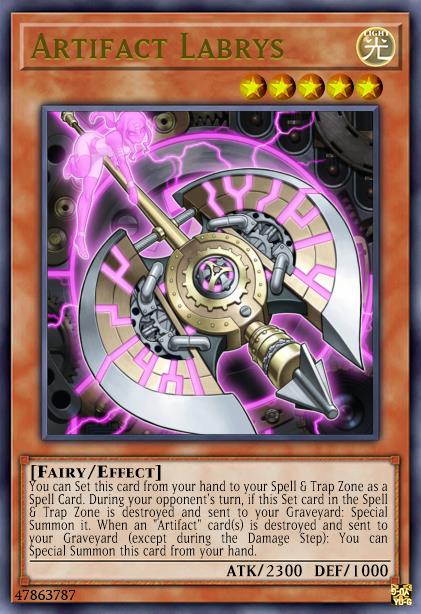 Artifact Labrys
LIGHT
光
[Fairy/Effect]
You can Set this card from your hand to your Spell & Trap Zone as a
Spell Card. During your opponent's turn, if this Set card in the Spell
& Trap Zone is destroyed and sent to your Graveyard: Special
Summon it. When an "Artifact" card(s) is destroyed and sent to
your Graveyard (except during the Damage Step): You can
Special Summon this card from your hand.
ATK/2300 DEF/1000
47863787